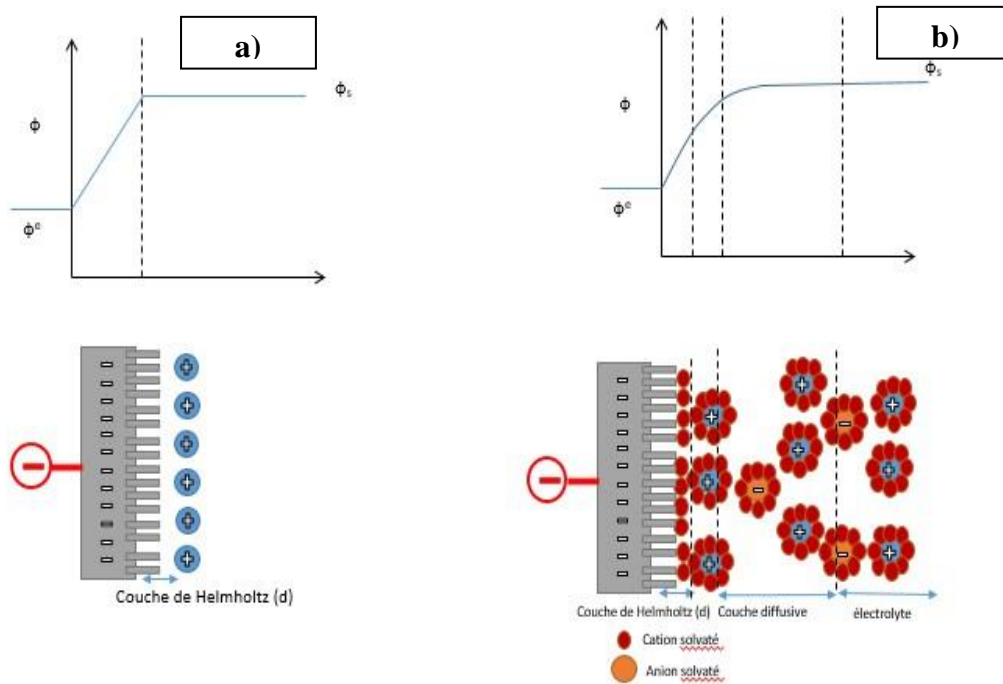 a)
ϕ
ϕs
ϕe
Couche de Helmholtz (d)
b)
ϕ
ϕs
ϕe
Couche de Helmholtz (d)
Couche diffusive
électrolyte
Cation solvaté
Anion solvaté